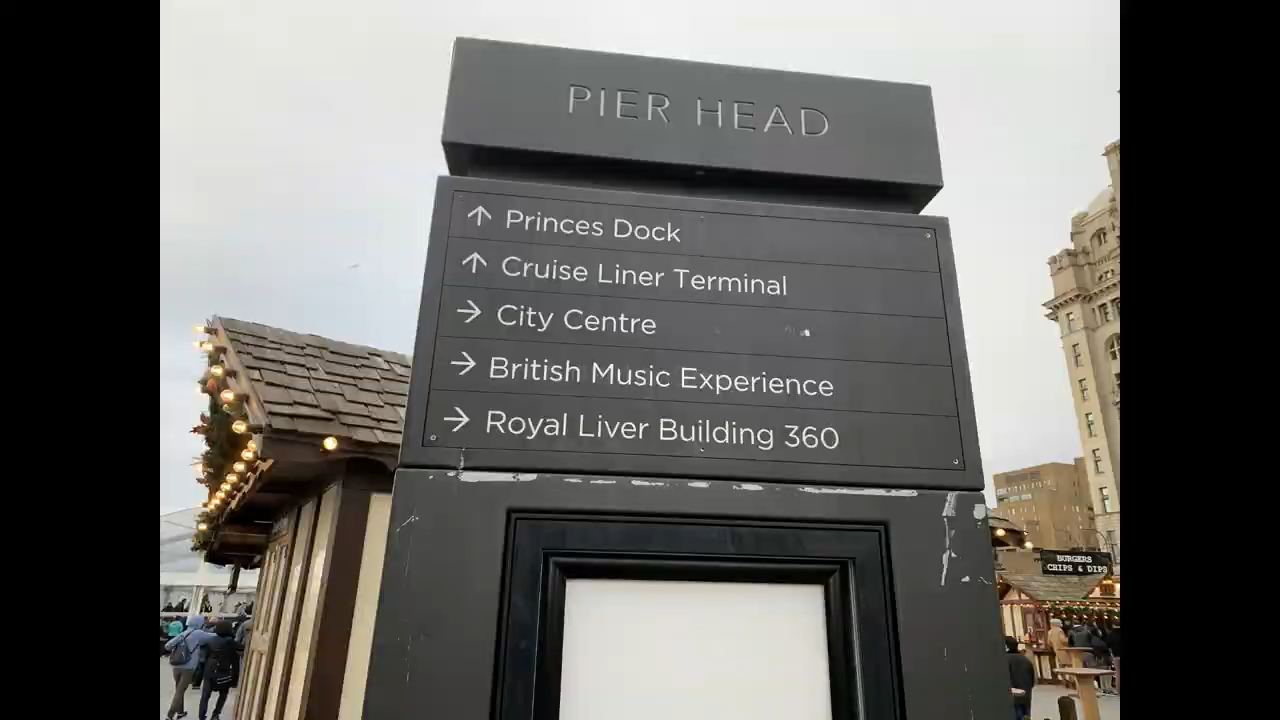 PIER HEAD
↑ Princes Dock
↑ Cruise Liner Terminal
→ City Centre
→ British Music Experience
→ Royal Liver Building 360
BURGERS
CHIPS & DIPS